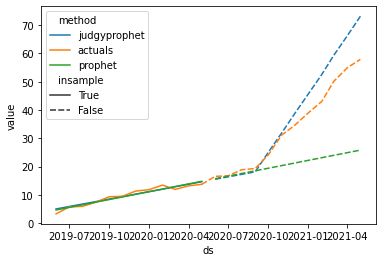 method
judgyprophet
actuals
prophet
insample
True
False
value
70
60
50
40
30
20
10
0
2019-07 2019-10 2020-01 2020-04 2020-07 2020-10 2021-01 2021-04
ds